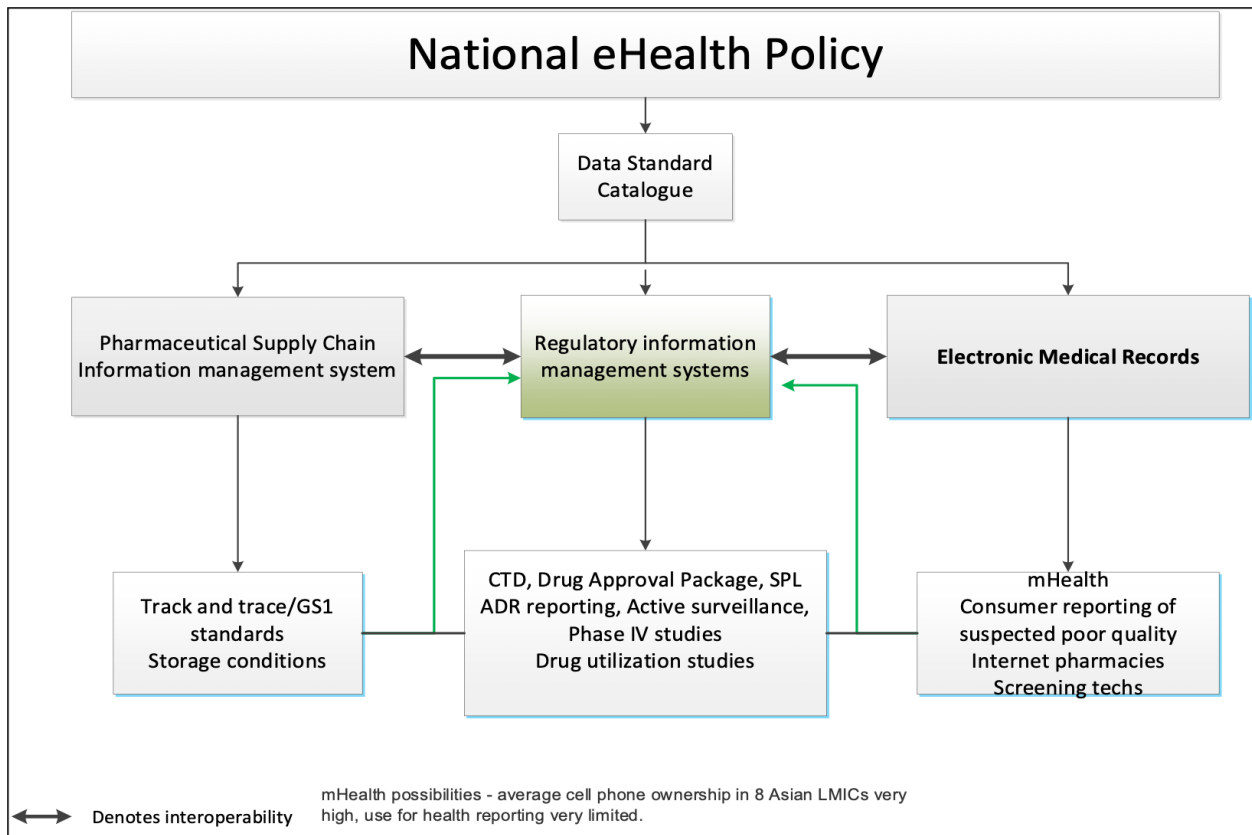 National eHealth Policy
Data Standard
Catalogue
Pharmaceutical Supply Chain
Information management system
Regulatory information
management systems
Electronic Medical Records
Track and trace/GS1
standards
Storage conditions
CTD, Drug Approval Package, SPL
ADR reporting, Active surveillance,
Phase IV studies
Drug utilization studies
mHealth
Consumer reporting of
suspected poor quality
Internet pharmacies
Screening techs
Denotes interoperability
mHealth possibilities - average cell phone ownership in 8 Asian LMICs very
high, use for health reporting very limited.